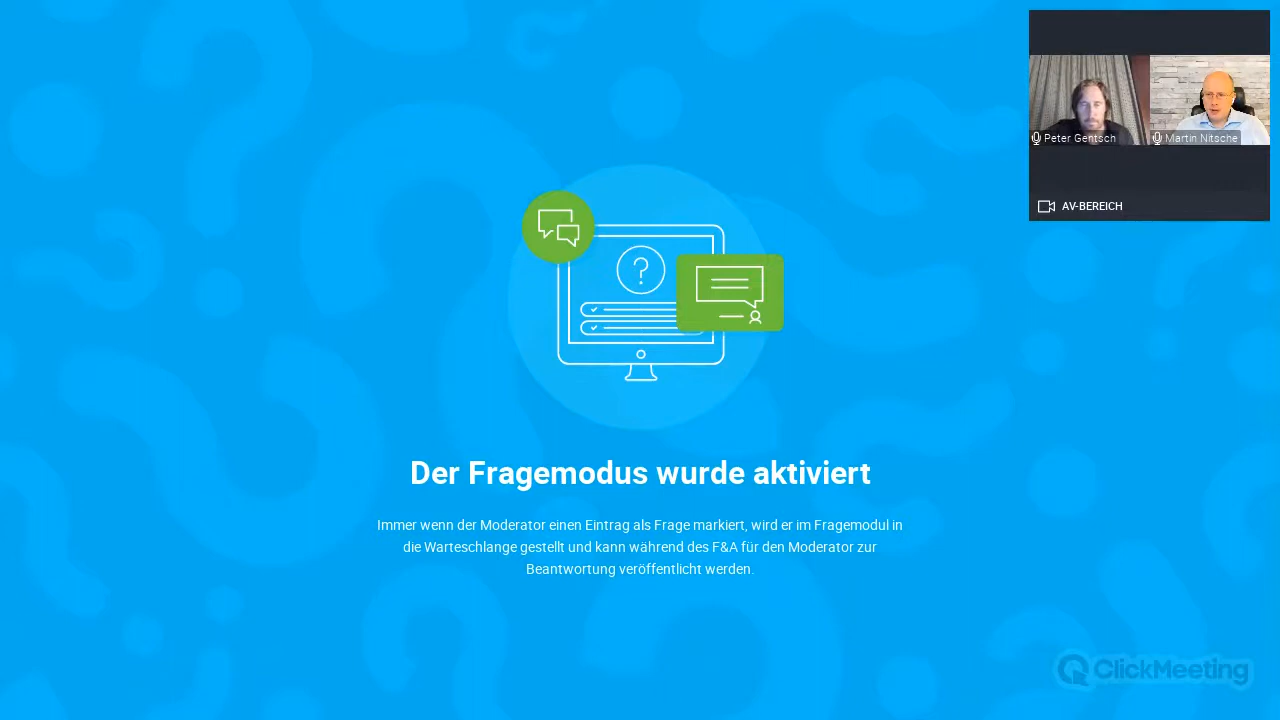 Peter Gentsch
Martin Nitsche
AV-BEREICH
?
Der Fragemodus wurde aktiviert
Immer wenn der Moderator einen Eintrag als Frage markiert, wird er im Fragemodul in
die Warteschlange gestellt und kann während des F&A für den Moderator zur
Beantwortung veröffentlicht werden.
ClickMeeting